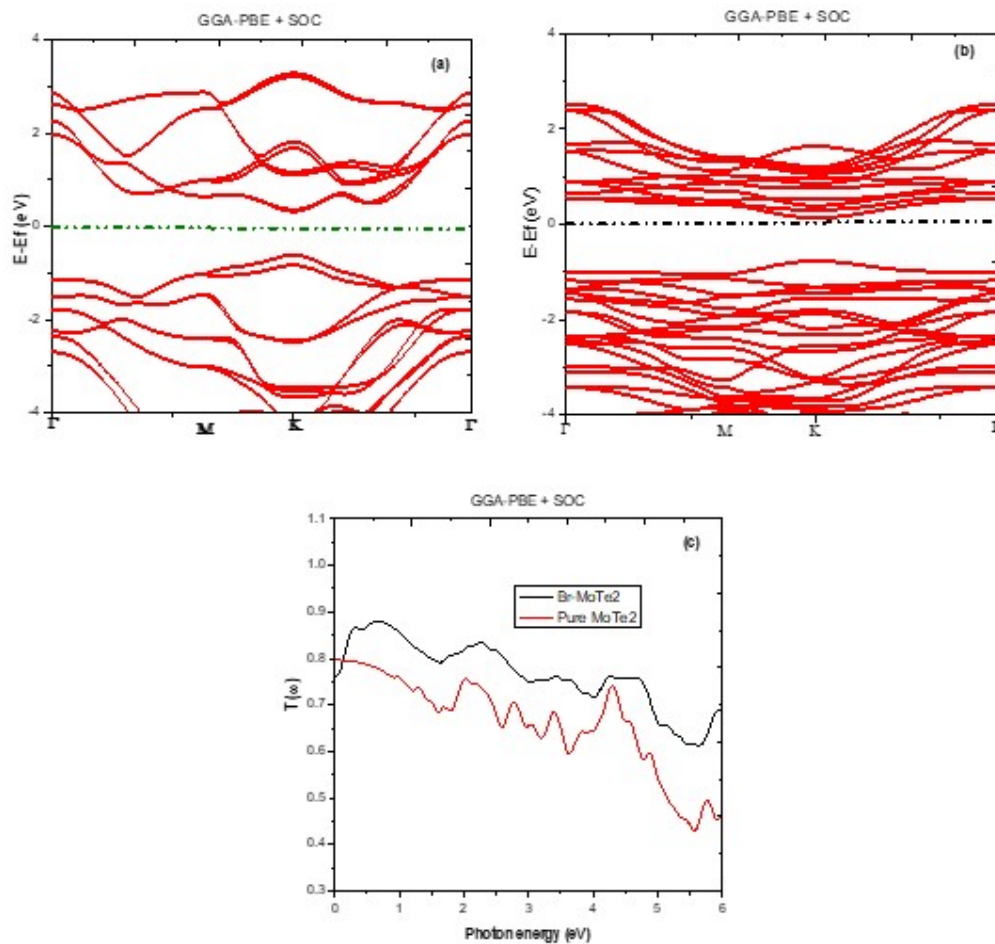 GGA-PBE + SOC
(a)
E-Ef (eV)
4
2
0
-2
-4
Γ
M
K
Γ
GGA-PBE + SOC
(b)
E-Ef(eV)
4
2
0
-2
-4
Γ
M
K
GGA-PBE + SOC
(c)
T(ω)
1.1
1.0
0.9
0.8
0.7
0.6
0.5
0.4
0.3
Br-MoTe2
Pure MoTe2
0 1 2 3 4 5 6
Photon energy (eV)